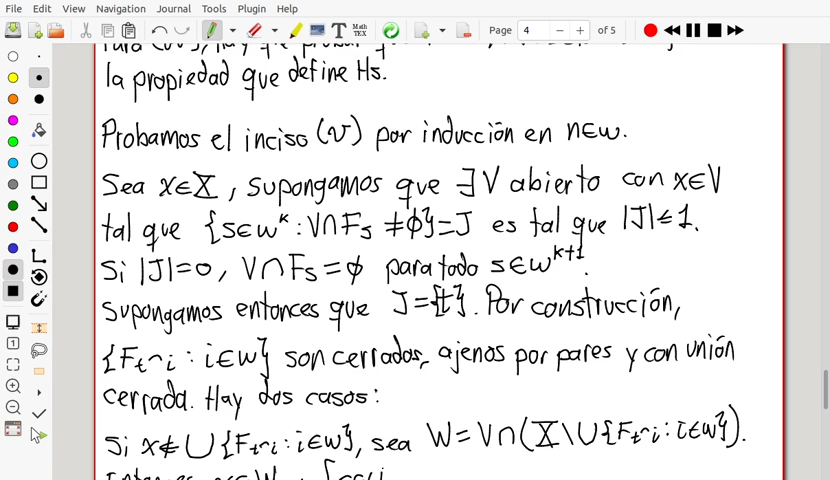 File Edit View Navigation Journal Tools Plugin Help
Page 4 of 5
la propiedad que define Hs.
Probamos el inciso (v) por inducción en n∈w.
Sea x∈X, supongamos que ∃V abierto con x∈V
tal que {s∈w^k : V∩F_s ≠ϕ}=J es tal que |J|≤1.
Si |J|=0, V∩F_s = ϕ para todo s∈w^{k+1}.
Supongamos entonces que J={t}. Por construcción,
{F_{t⌢i} : i∈w} son cerrados, ajenos por pares y con unión
cerrada. Hay dos casos:
Si x∉ ∪{F_{t⌢i} : i∈w}, sea W=V∩(X\∪{F_{t⌢i} : i∈w}).